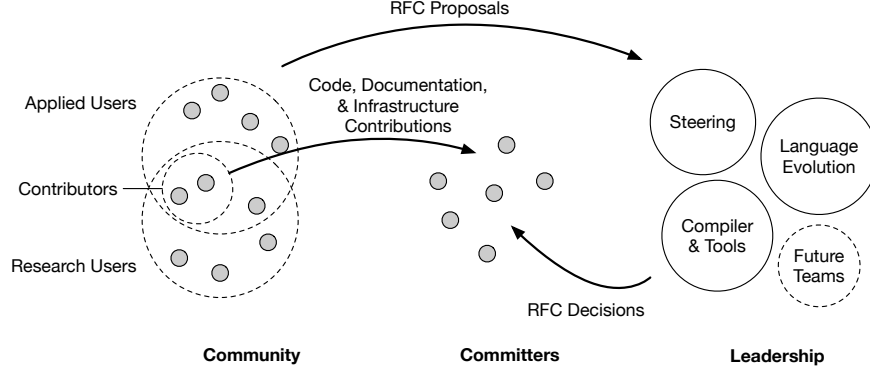 RFC Proposals
Applied Users
Code, Documentation,
& Infrastructure
Contributions
Contributors
Research Users
Steering
Language
Evolution
Compiler
& Tools
Future
Teams
RFC Decisions
Community
Committers
Leadership